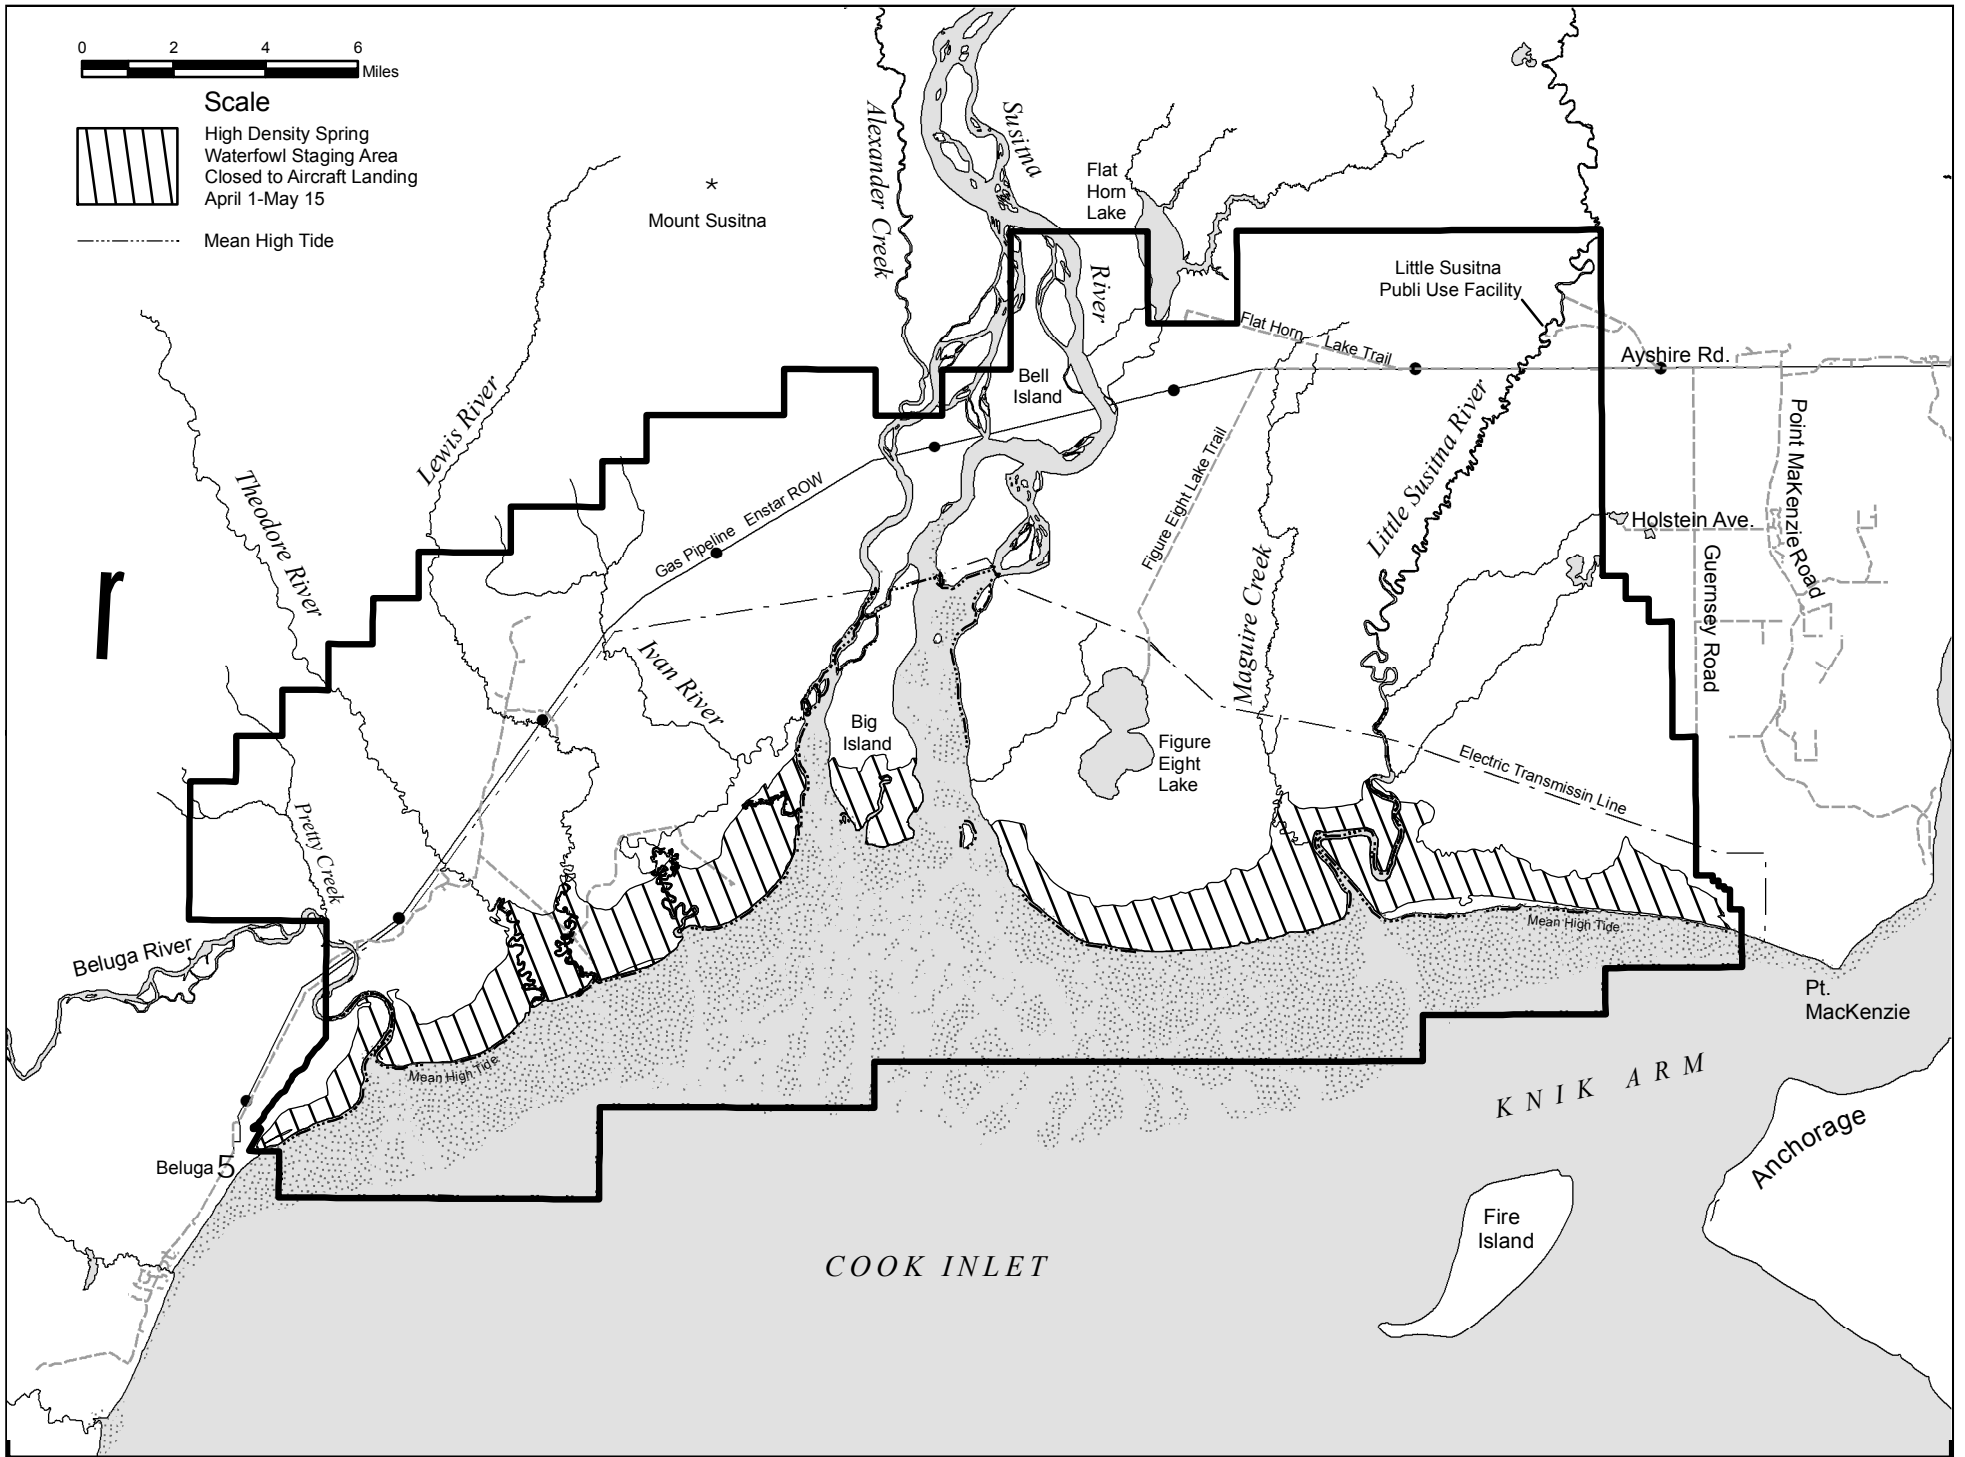 0 2 4 6
Miles
Scale
High Density Spring
Waterfowl Staging Area
Closed to Aircraft Landing
April 1-May 15
Mean High Tide
*
Mount Susitna
Alexander Creek
Susitna
River
Flat
Horn
Lake
Little Susitna
Publi Use Facility
Flat Horn Lake Trail
Ayshire Rd.
Bell
Island
Lewis River
Theodore River
Gas Pipeline Enstar ROW
Figure Eight Lake Trail
Little Susitna River
Point MaKenzie Road
Holstein Ave.
Guernsey Road
r
Ivan River
Maguire Creek
Big
Island
Figure
Eight
Lake
Electric Transmissin Line
Pretty Creek
Beluga River
Mean High Tide
Mean High Tide
Pt.
MacKenzie
KNIK ARM
Anchorage
Beluga 5
Fire
Island
COOK INLET